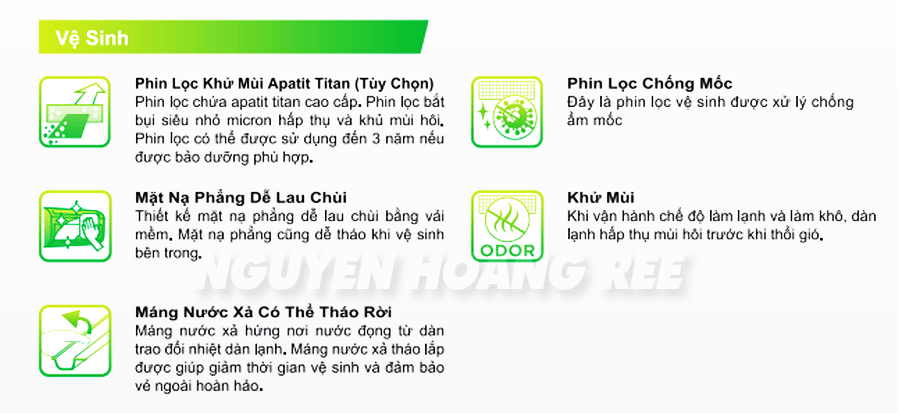 Vệ Sinh
Phin Lọc Khử Mùi Apatit Titan (Tùy Chọn)
Phin lọc chứa apatit titan cao cấp. Phin lọc bắt
bụi siêu nhỏ micron hấp thụ và khủ mùi hôi.
Phin lọc có thể được sử dụng đến 3 năm nếu
được bảo dưỡng phù hợp.
Mặt Nạ Phẳng Dễ Lau Chùi
Thiết kế mặt nạ phẳng dễ lau chùi bằng vải
mềm. Mặt nạ phẳng cũng dễ tháo khi vệ sinh
bên trong.
Máng Nước Xả Có Thể Tháo Rời
Máng nước xả hứng nơi nước đọng từ dàn
trao đổi nhiệt dàn lạnh. Máng nước xả tháo lắp
được giúp giảm thời gian vệ sinh và đảm bảo
vẻ ngoài hoàn hảo.
Phin Lọc Chống Mốc
Đây là phin lọc vệ sinh được xử lý chống
ẩm mốc
ODOR
Khử Mùi
Khi vận hành chế độ làm lạnh và làm khô, dàn
lạnh hấp thụ mùi hôi trước khi thổi gió.
NGUYEN HOANG REE